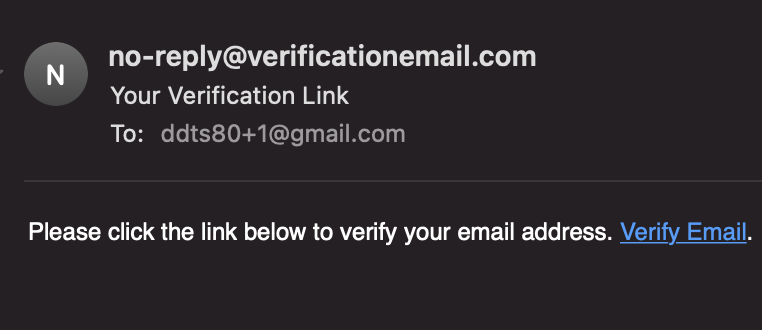 N
no-reply@verificationemail.com
Your Verification Link
To: ddts80+1@gmail.com
Please click the link below to verify your email address. Verify Email.